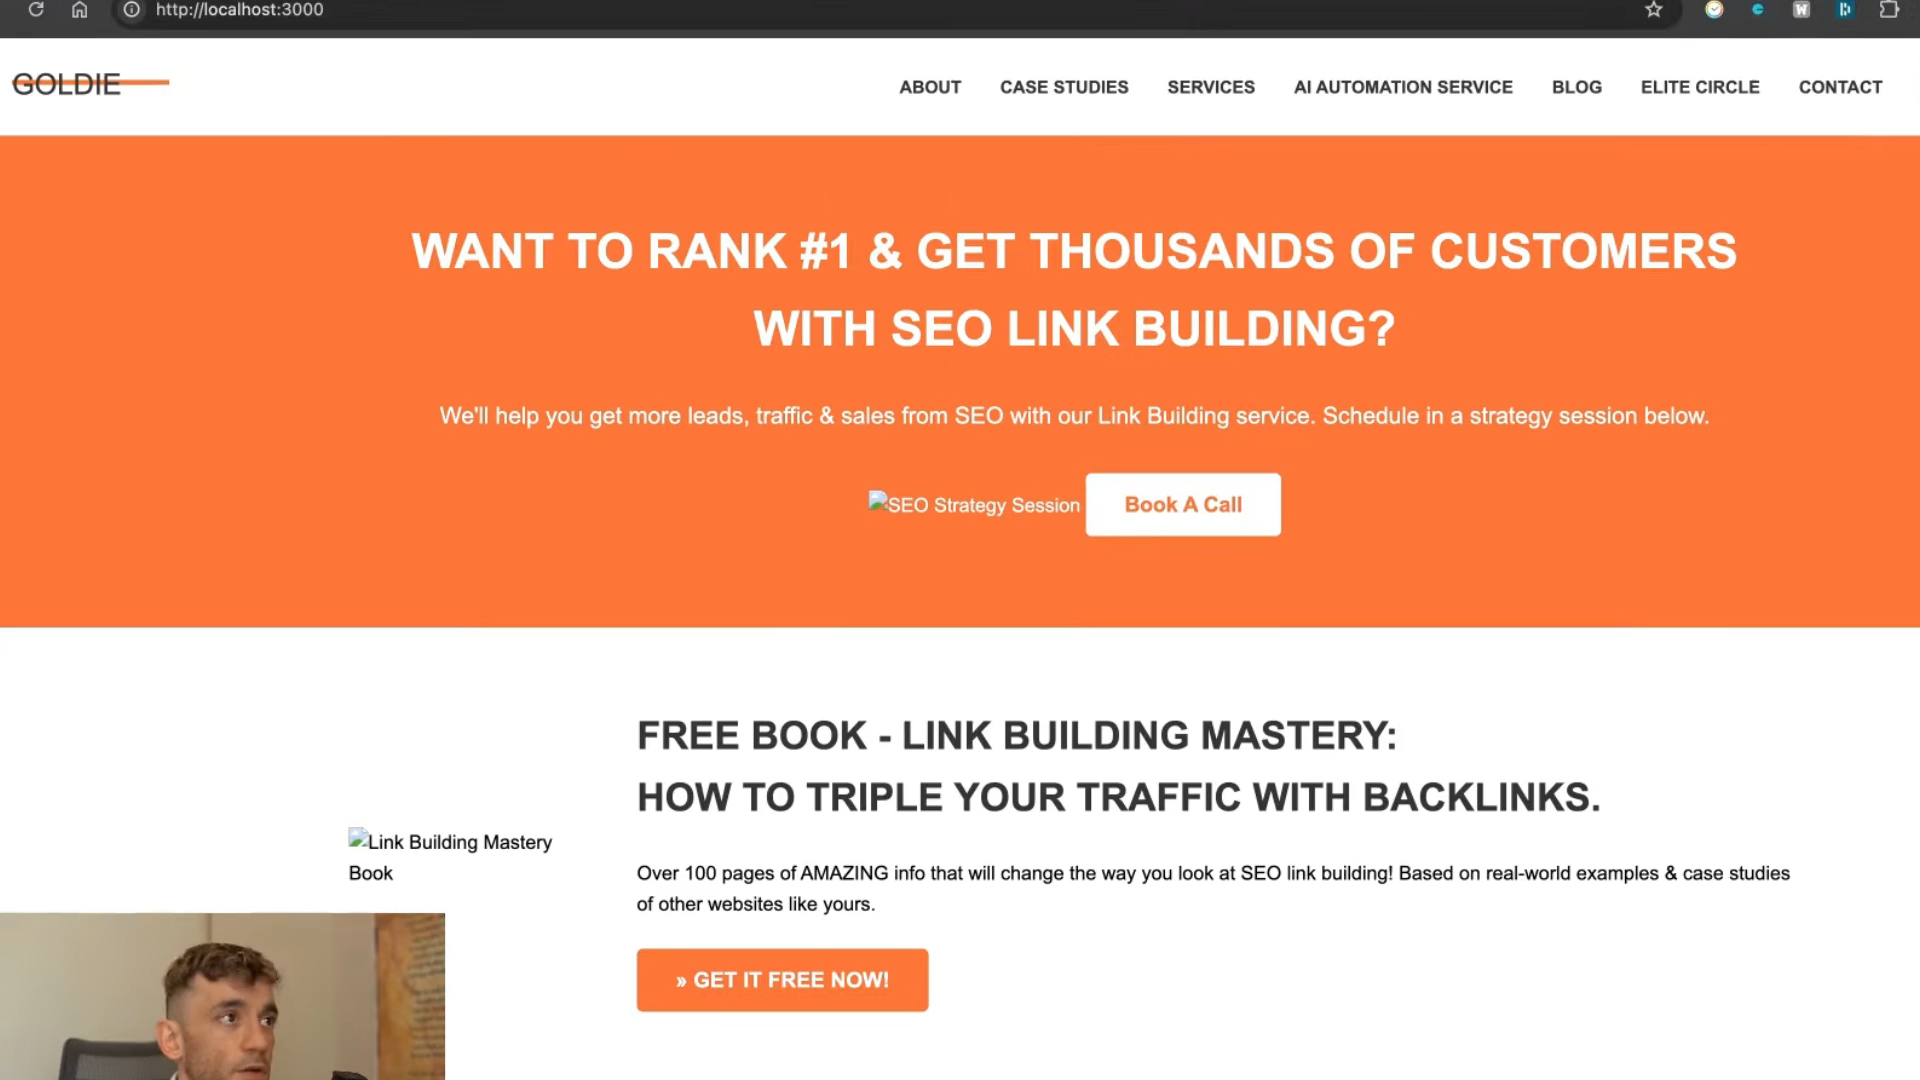 http://localhost:3000
GOLDIE
ABOUT
CASE STUDIES
SERVICES
AI AUTOMATION SERVICE
BLOG
ELITE CIRCLE
CONTACT
WANT TO RANK #1 & GET THOUSANDS OF CUSTOMERS
WITH SEO LINK BUILDING?
We'll help you get more leads, traffic & sales from SEO with our Link Building service. Schedule in a strategy session below.
SEO Strategy Session
Book A Call
FREE BOOK - LINK BUILDING MASTERY:
HOW TO TRIPLE YOUR TRAFFIC WITH BACKLINKS.
Link Building Mastery
Book
Over 100 pages of AMAZING info that will change the way you look at SEO link building! Based on real-world examples & case studies
of other websites like yours.
» GET IT FREE NOW!